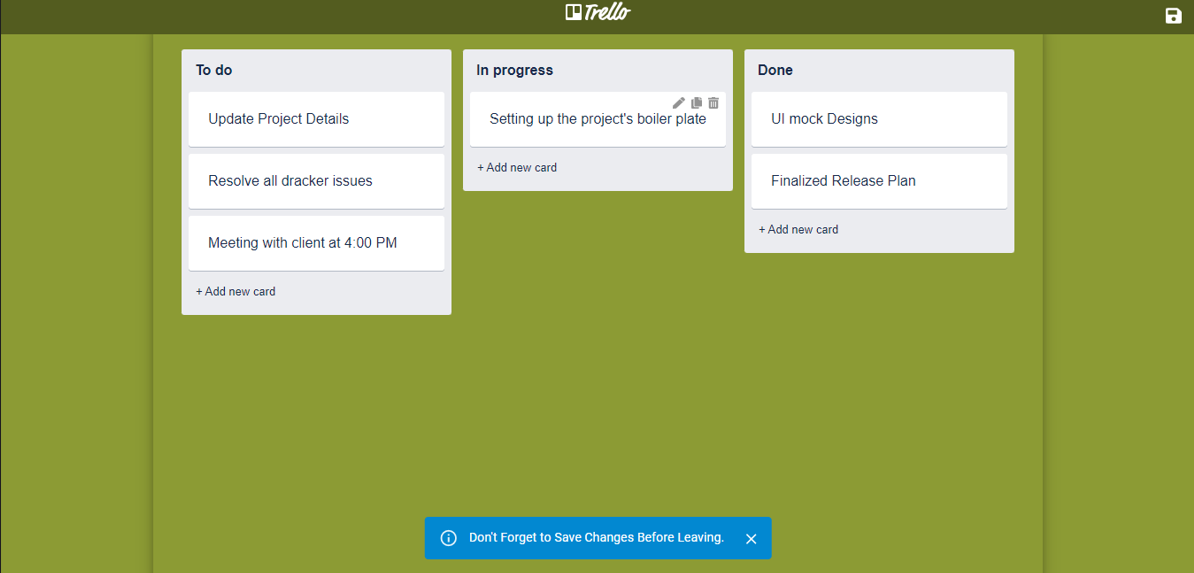 Trello
To do
Update Project Details
Resolve all dracker issues
Meeting with client at 4:00 PM
+ Add new card
In progress
Setting up the project's boiler plate
+ Add new card
Done
UI mock Designs
Finalized Release Plan
+ Add new card
Don't Forget to Save Changes Before Leaving.